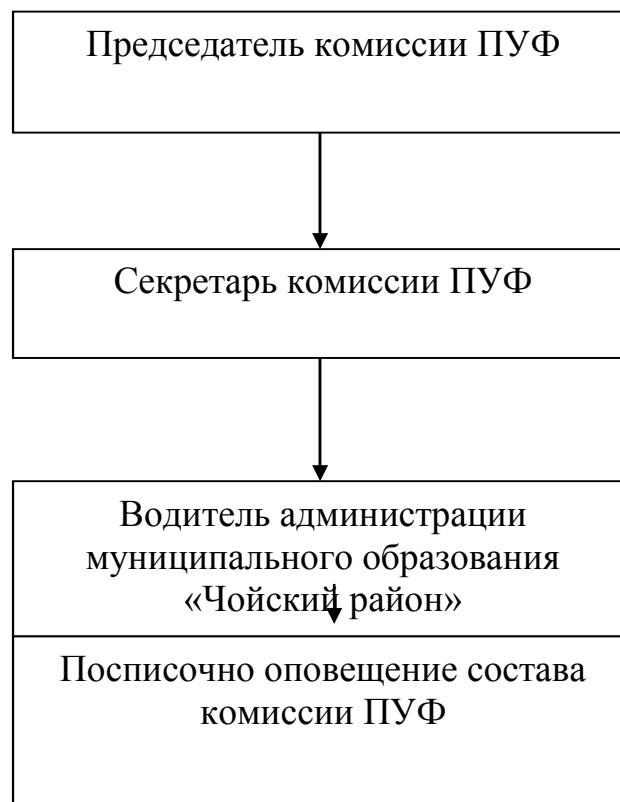 Председатель комиссии ПУФ
Секретарь комиссии ПУФ
Водитель администрации
муниципального образования
«Чойский район»
Посписочно оповещение состава
комиссии ПУФ